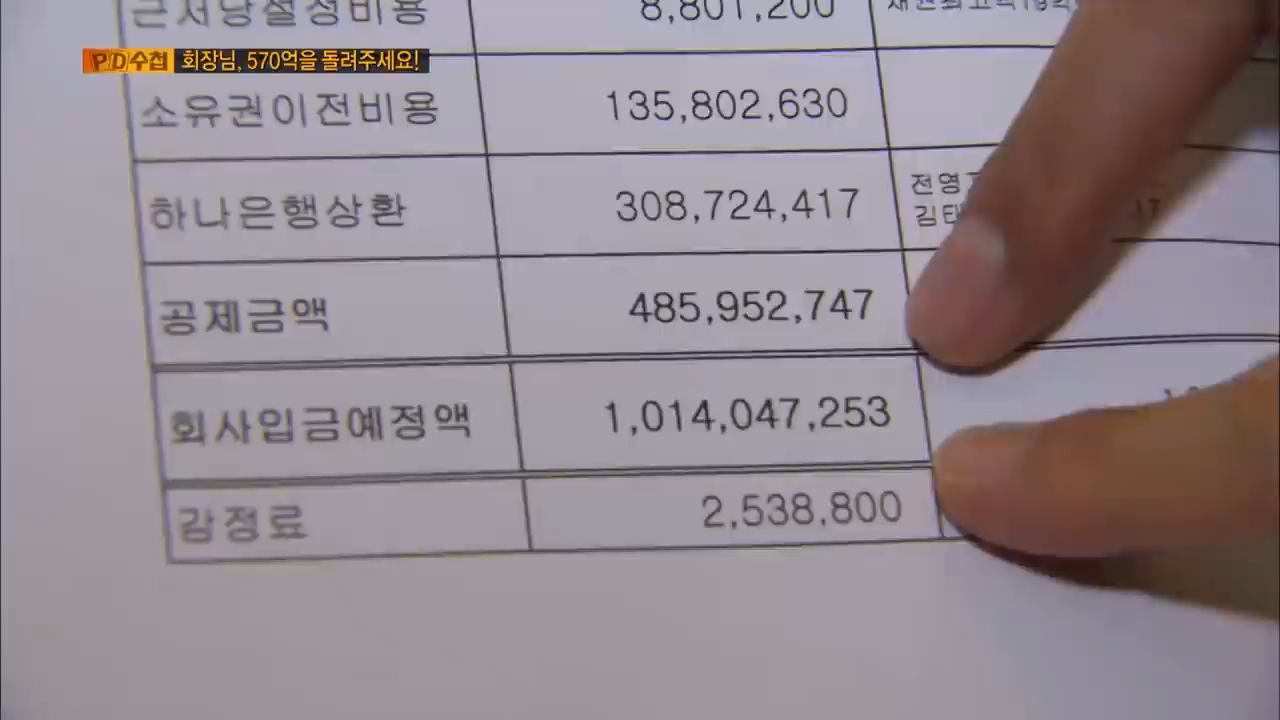 근저당설정비용 8,801,200
PD수첩 회장님, 570억을 돌려주세요!
소유권이전비용 135,802,630
하나은행상환 308,724,417 전영
김태
공제금액 485,952,747
회사입금예정액 1,014,047,253
감정료 2,538,800